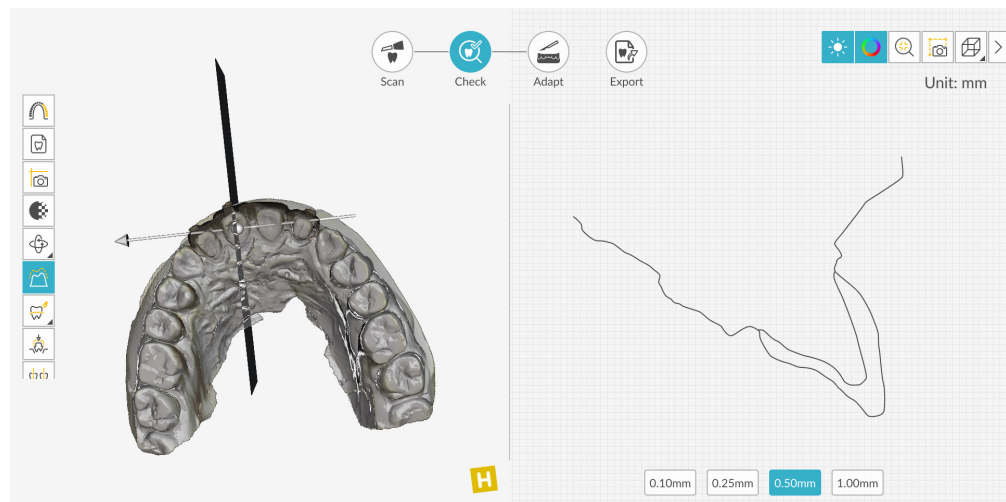 Scan
Check
Adapt
Export
Unit: mm
H
0.10mm
0.25mm
0.50mm
1.00mm